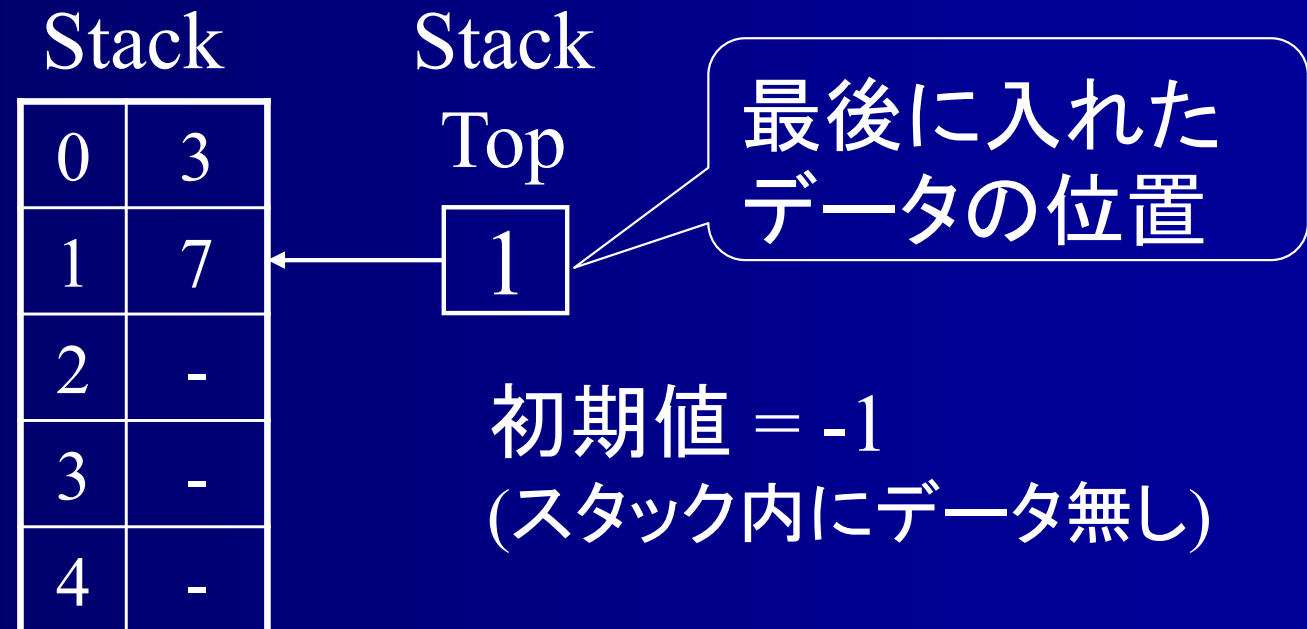 Stack
0 3
1 7
2 -
3 -
4 -
Stack
Top
1
最後に入れた
データの位置
初期値 = -1
(スタック内にデータ無し)